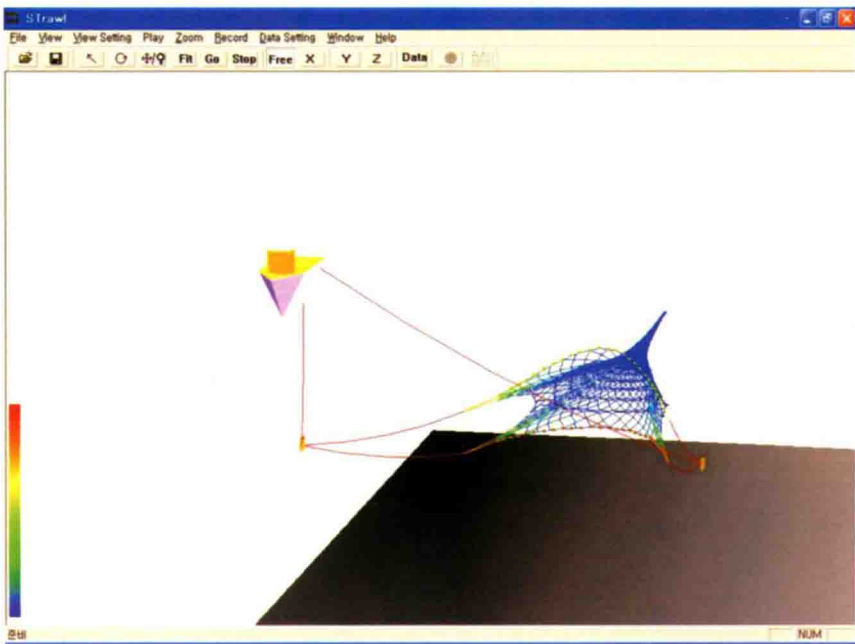 STrawl
File View View Setting Play Zoom Record Data Setting Window Help
Fit Go Stop Free X Y Z Data
준비 NUM